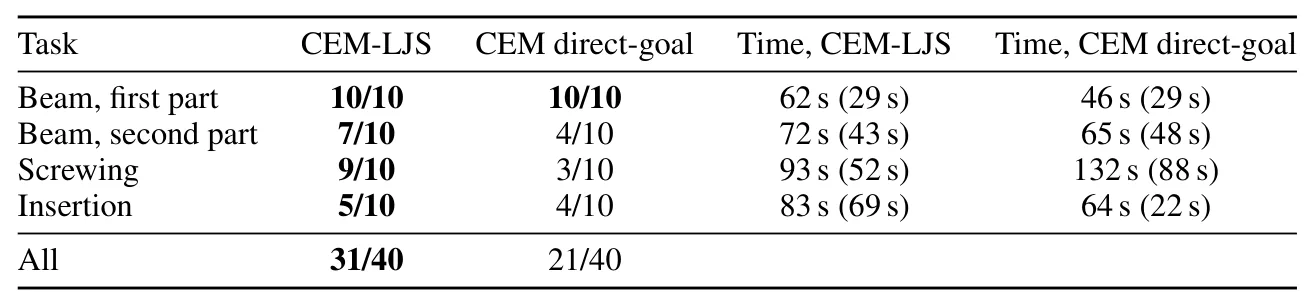 Task CEM-LJS CEM direct-goal Time, CEM-LJS Time, CEM direct-goal
Beam, first part 10/10 10/10 62 s (29 s) 46 s (29 s)
Beam, second part 7/10 4/10 72 s (43 s) 65 s (48 s)
Screwing 9/10 3/10 93 s (52 s) 132 s (88 s)
Insertion 5/10 4/10 83 s (69 s) 64 s (22 s)
All 31/40 21/40